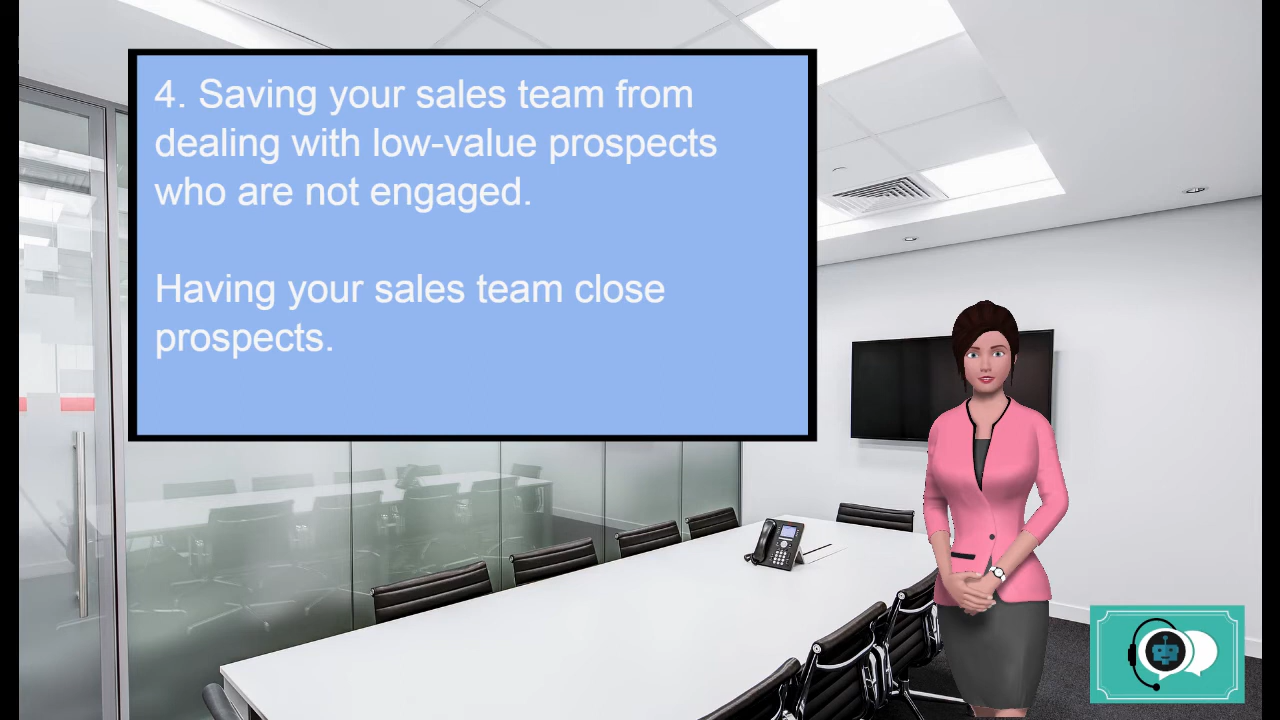 4. Saving your sales team from
dealing with low-value prospects
who are not engaged.
Having your sales team close
prospects.